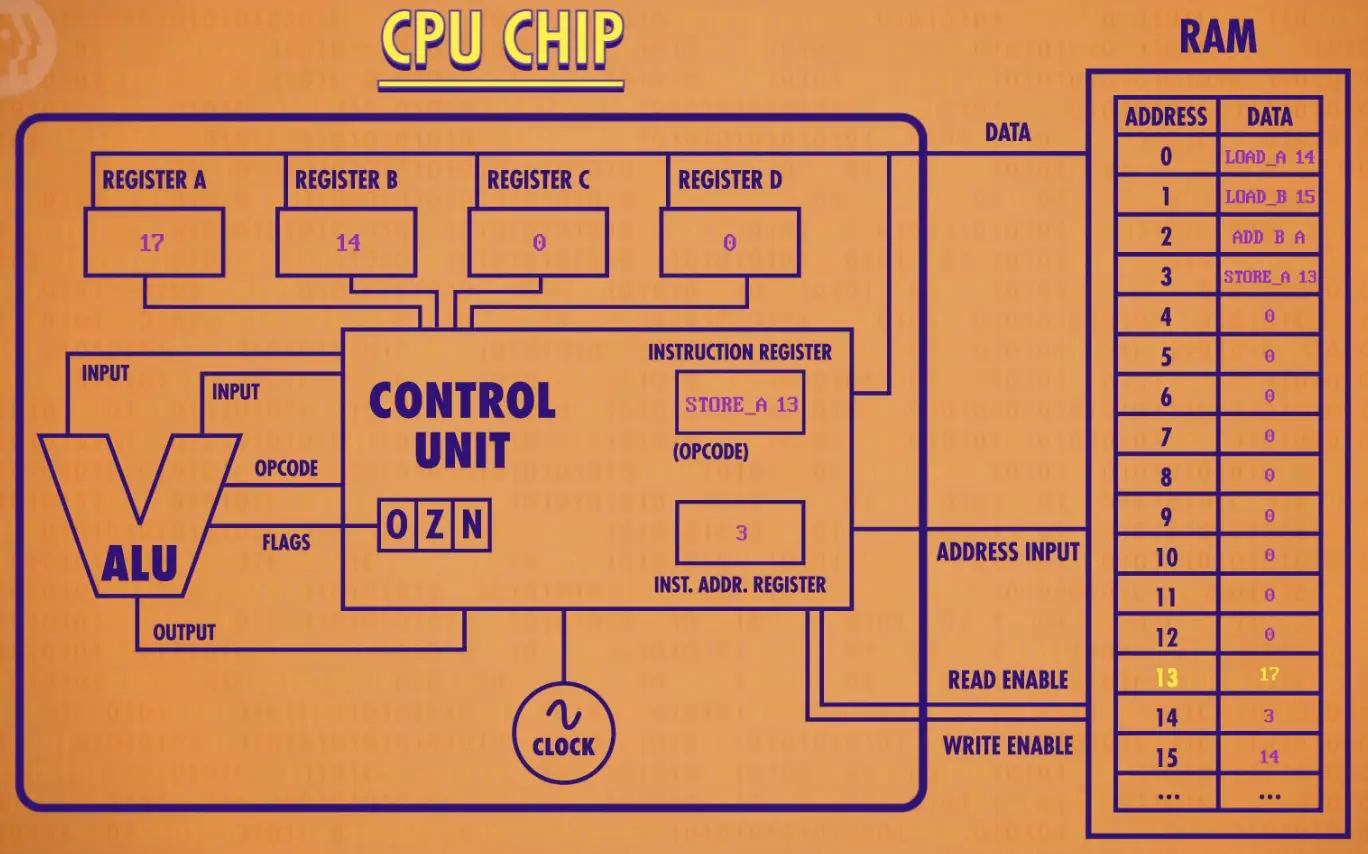 CPU CHIP
RAM
DATA
REGISTER A
REGISTER B
REGISTER C
REGISTER D
17
14
0
0
INPUT
INPUT
CONTROL
UNIT
INSTRUCTION REGISTER
STORE_A 13
(OPCODE)
OPCODE
FLAGS
O Z N
ALU
3
INST. ADDR. REGISTER
ADDRESS INPUT
OUTPUT
READ ENABLE
WRITE ENABLE
CLOCK
ADDRESS DATA
0 LOAD_A 14
1 LOAD_B 15
2 ADD B A
3 STORE_A 13
4 0
5 0
6 0
7 0
8 0
9 0
10 0
11 0
12 0
13 17
14 3
15 14
... ...